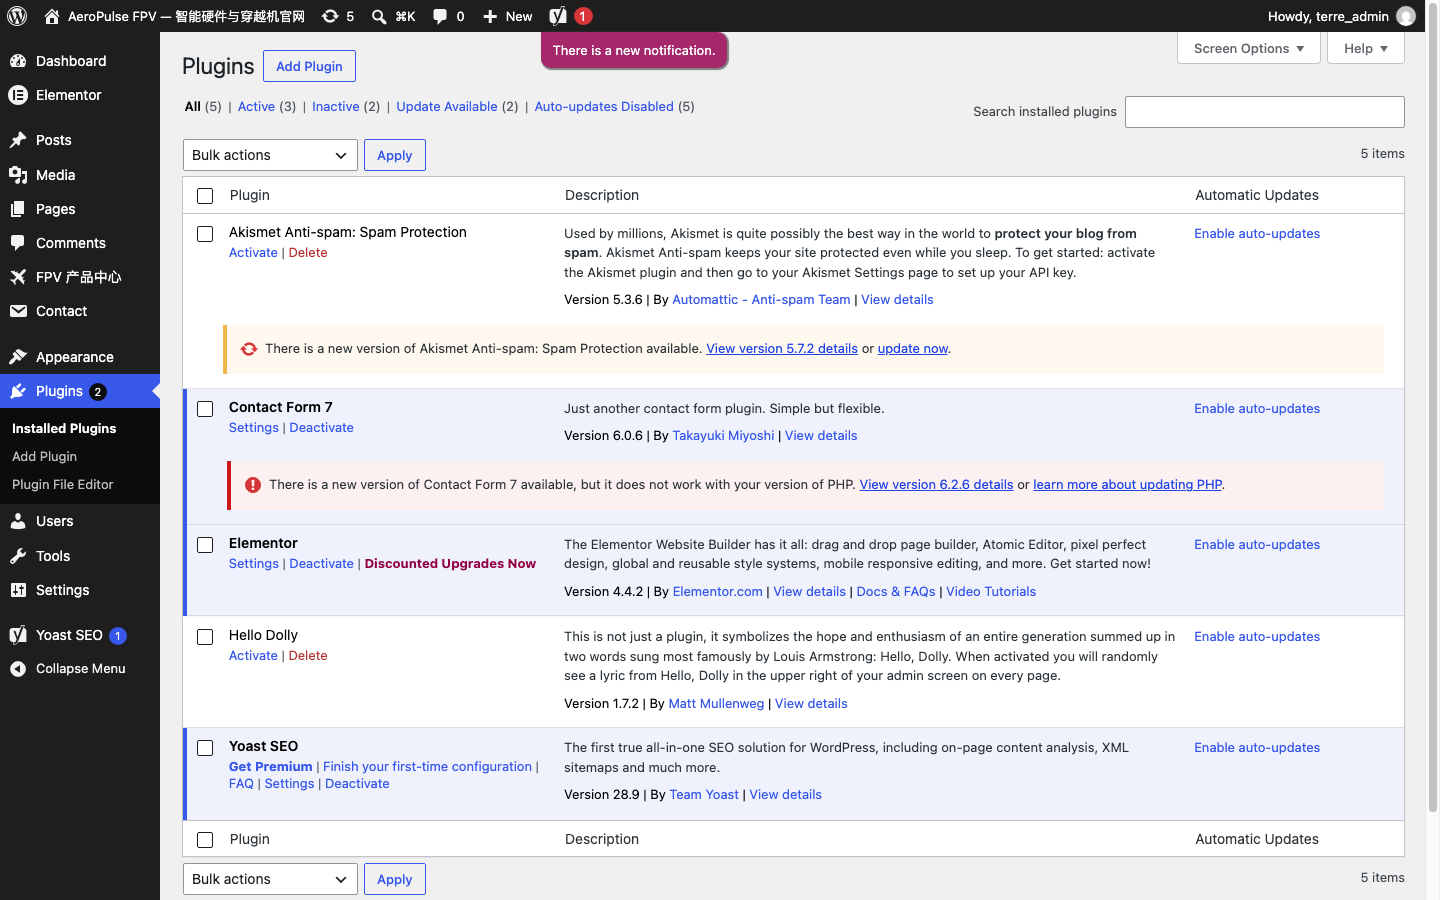 AeroPulse FPV — 智能硬件与穿越机官网 5 ⌘K 0 New 1 Howdy, terre_admin
There is a new notification.
Screen Options Help
Dashboard
Elementor
Posts
Media
Pages
Comments
FPV 产品中心
Contact
Appearance
Plugins 2
Installed Plugins
Add Plugin
Plugin File Editor
Users
Tools
Settings
Yoast SEO 1
Collapse Menu
Plugins Add Plugin
All (5) | Active (3) | Inactive (2) | Update Available (2) | Auto-updates Disabled (5)
Search installed plugins
Bulk actions Apply 5 items
Plugin Description Automatic Updates
Akismet Anti-spam: Spam Protection
Activate | Delete
Used by millions, Akismet is quite possibly the best way in the world to protect your blog from
spam. Akismet Anti-spam keeps your site protected even while you sleep. To get started: activate
the Akismet plugin and then go to your Akismet Settings page to set up your API key.
Version 5.3.6 | By Automattic - Anti-spam Team | View details
Enable auto-updates
There is a new version of Akismet Anti-spam: Spam Protection available. View version 5.7.2 details or update now.
Contact Form 7
Settings | Deactivate
Just another contact form plugin. Simple but flexible.
Version 6.0.6 | By Takayuki Miyoshi | View details
Enable auto-updates
There is a new version of Contact Form 7 available, but it does not work with your version of PHP. View version 6.2.6 details or learn more about updating PHP.
Elementor
Settings | Deactivate | Discounted Upgrades Now
The Elementor Website Builder has it all: drag and drop page builder, Atomic Editor, pixel perfect
design, global and reusable style systems, mobile responsive editing, and more. Get started now!
Version 4.4.2 | By Elementor.com | View details | Docs & FAQs | Video Tutorials
Enable auto-updates
Hello Dolly
Activate | Delete
This is not just a plugin, it symbolizes the hope and enthusiasm of an entire generation summed up in
two words sung most famously by Louis Armstrong: Hello, Dolly. When activated you will randomly
see a lyric from Hello, Dolly in the upper right of your admin screen on every page.
Version 1.7.2 | By Matt Mullenweg | View details
Enable auto-updates
Yoast SEO
Get Premium | Finish your first-time configuration |
FAQ | Settings | Deactivate
The first true all-in-one SEO solution for WordPress, including on-page content analysis, XML
sitemaps and much more.
Version 28.9 | By Team Yoast | View details
Enable auto-updates
Plugin Description Automatic Updates
Bulk actions Apply 5 items